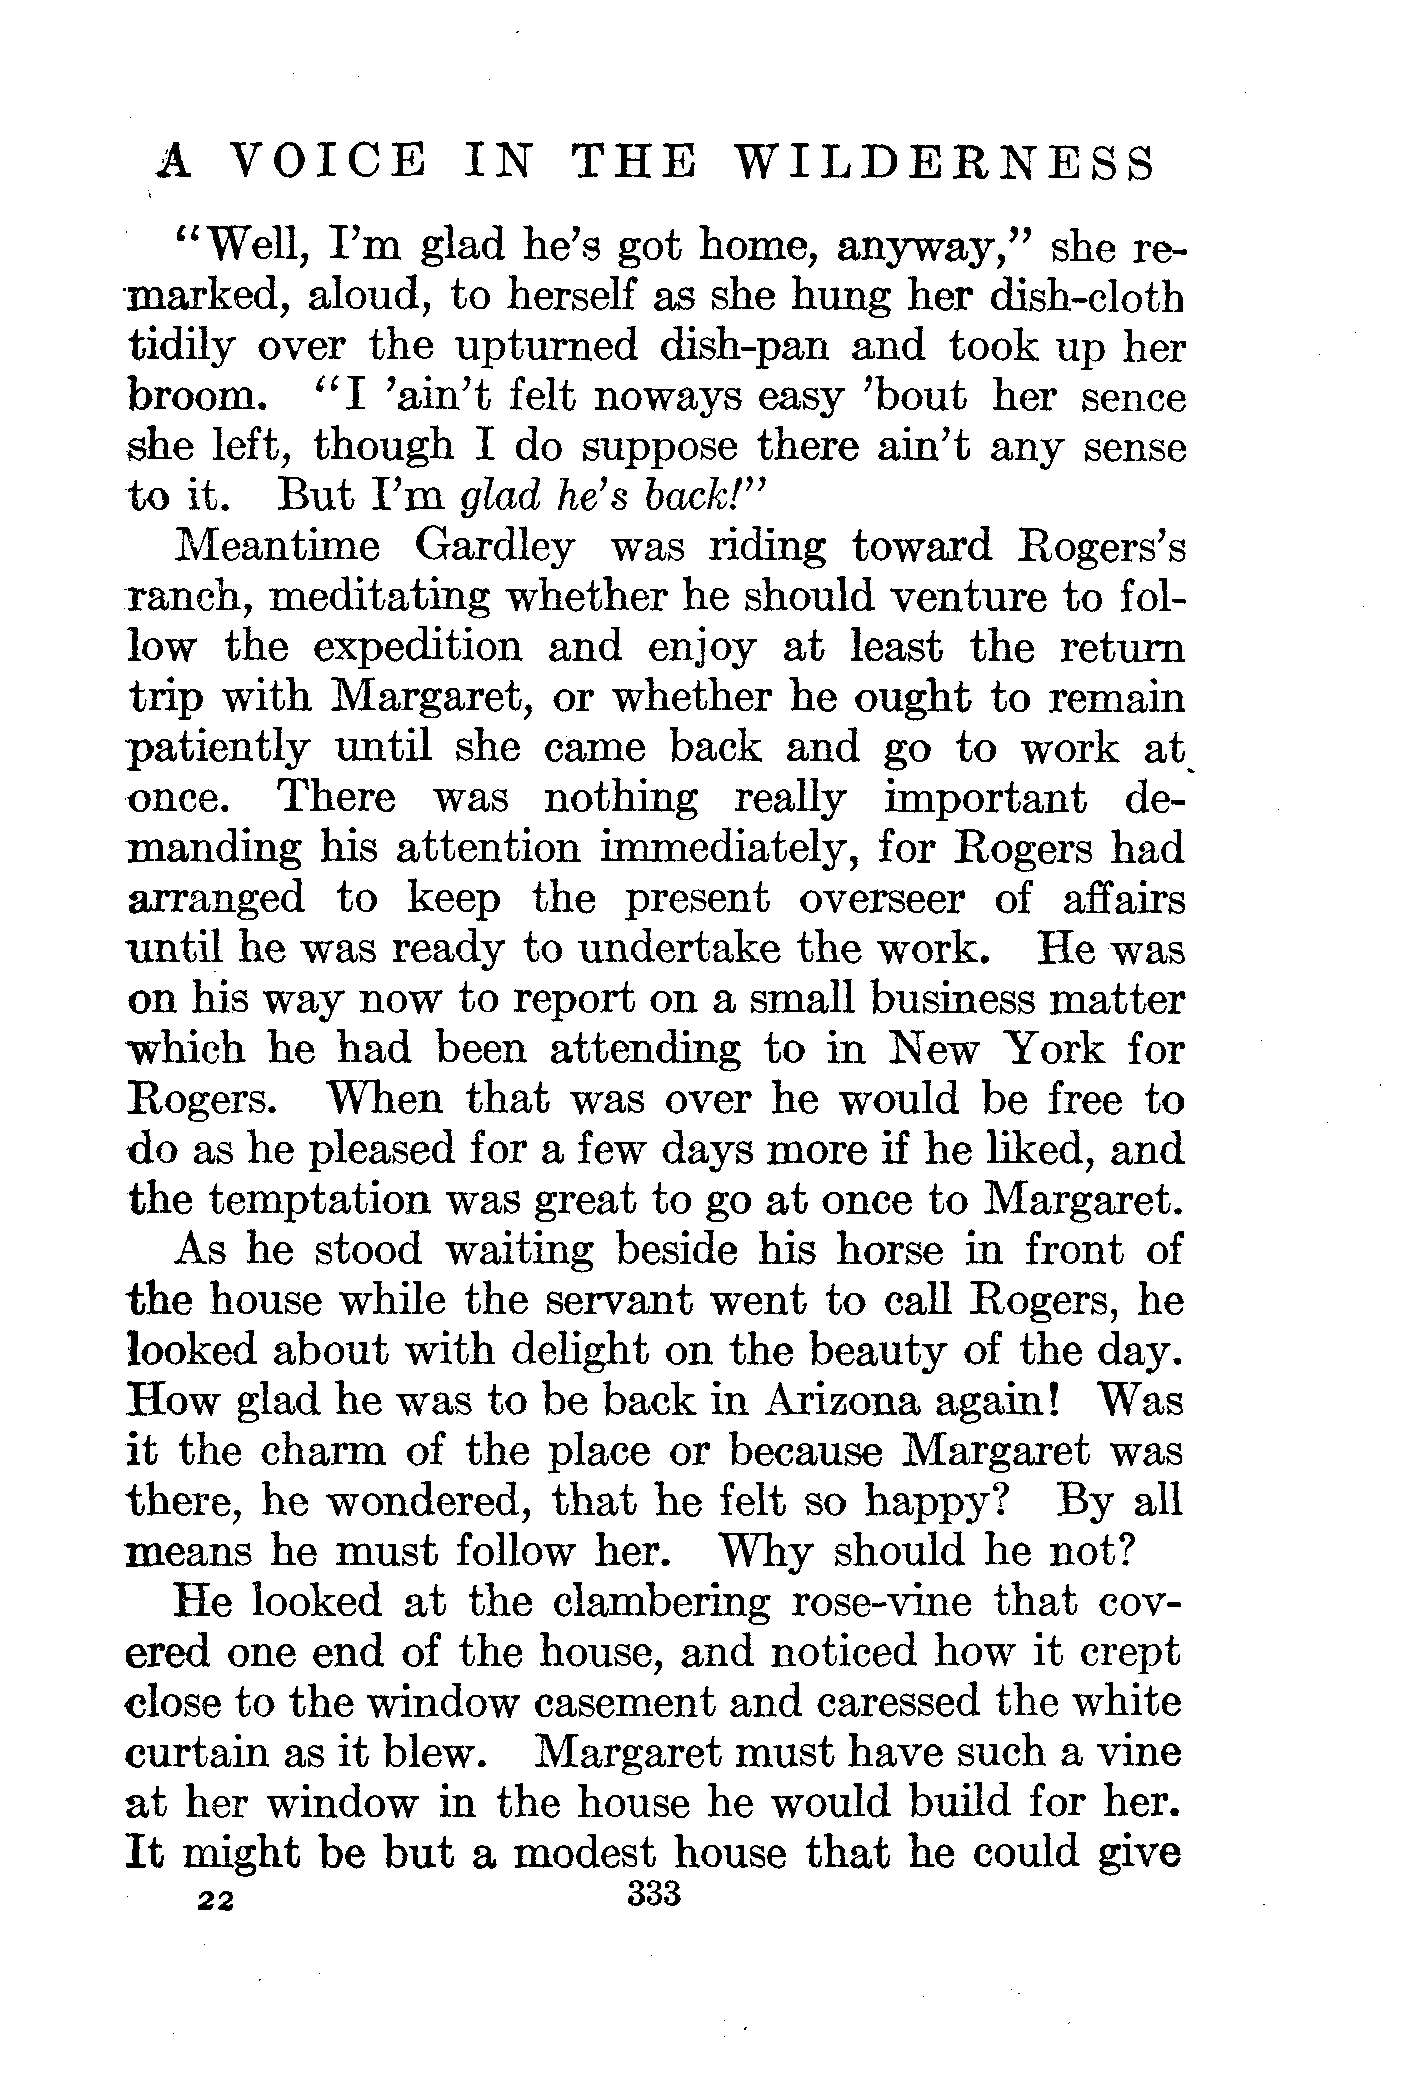 A VOICE IN THE WILDERNESS
“Well, I’m glad he’s got home, anyway,” she re-
marked, aloud, to herself as she hung her dish-cloth
tidily over the upturned dish-pan and took up her
broom. “I ’ain’t felt noways easy ’bout her sence
she left, though I do suppose there ain’t any sense
to it. But I’m glad he’s back!”
Meantime Gardley was riding toward Rogers’s
ranch, meditating whether he should venture to fol-
low the expedition and enjoy at least the return
trip with Margaret, or whether he ought to remain
patiently until she came back and go to work at
once. There was nothing really important de-
manding his attention immediately, for Rogers had
arranged to keep the present overseer of affairs
until he was ready to undertake the work. He was
on his way now to report on a small business matter
which he had been attending to in New York for
Rogers. When that was over he would be free to
do as he pleased for a few days more if he liked, and
the temptation was great to go at once to Margaret.
As he stood waiting beside his horse in front of
the house while the servant went to call Rogers, he
looked about with delight on the beauty of the day.
How glad he was to be back in Arizona again! Was
it the charm of the place or because Margaret was
there, he wondered, that he felt so happy? By all
means he must follow her. Why should he not?
He looked at the clambering rose-vine that cov-
ered one end of the house, and noticed how it crept
close to the window casement and caressed the white
curtain as it blew. Margaret must have such a vine
at her window in the house he would build for her.
It might be but a modest house that he could give
22 333